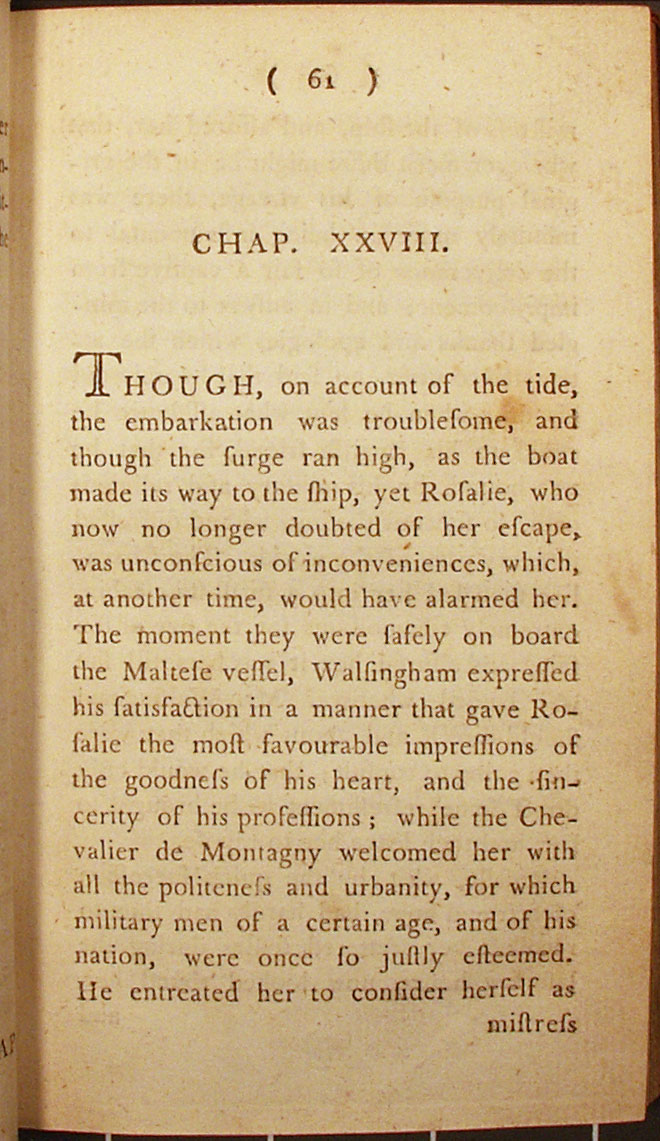 ( 61 )
CHAP. XXVIII.
THOUGH, on account of the tide,
the embarkation was troubleſome, and
though the ſurge ran high, as the boat
made its way to the ſhip, yet Roſalie, who
now no longer doubted of her eſcape,
was unconſcious of inconveniences, which,
at another time, would have alarmed her.
The moment they were ſafely on board
the Malteſe veſſel, Walſingham expreſſed
his ſatisfaction in a manner that gave Ro-
ſalie the moſt favourable impreſſions of
the goodneſs of his heart, and the ſin-
cerity of his profeſſions ; while the Che-
valier de Montagny welcomed her with
all the politeneſs and urbanity, for which
military men of a certain age, and of his
nation, were once ſo juſtly eſteemed.
He entreated her to conſider herſelf as
miſtreſs